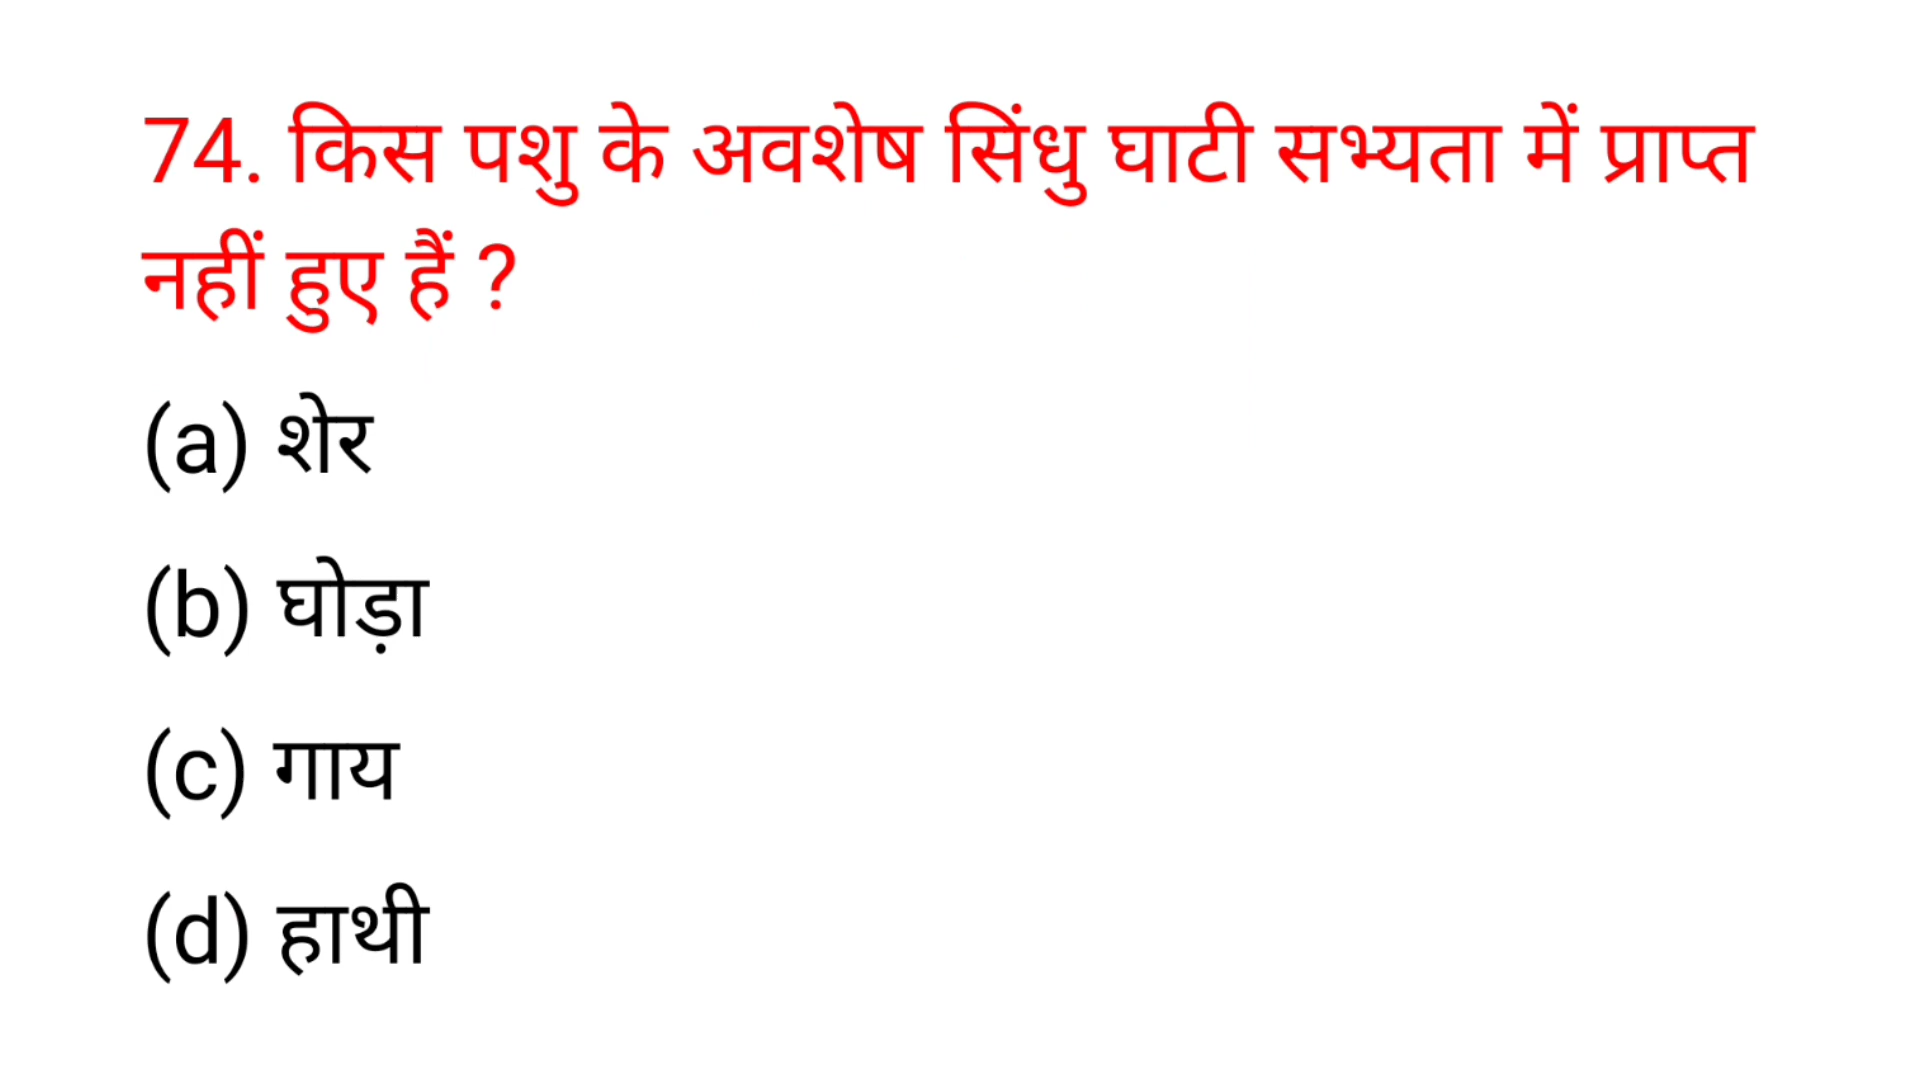 74. किस पशु के अवशेष सिंधु घाटी सभ्यता में प्राप्त
नहीं हुए हैं ?
(a) शेर
(b) घोड़ा
(c) गाय
(d) हाथी